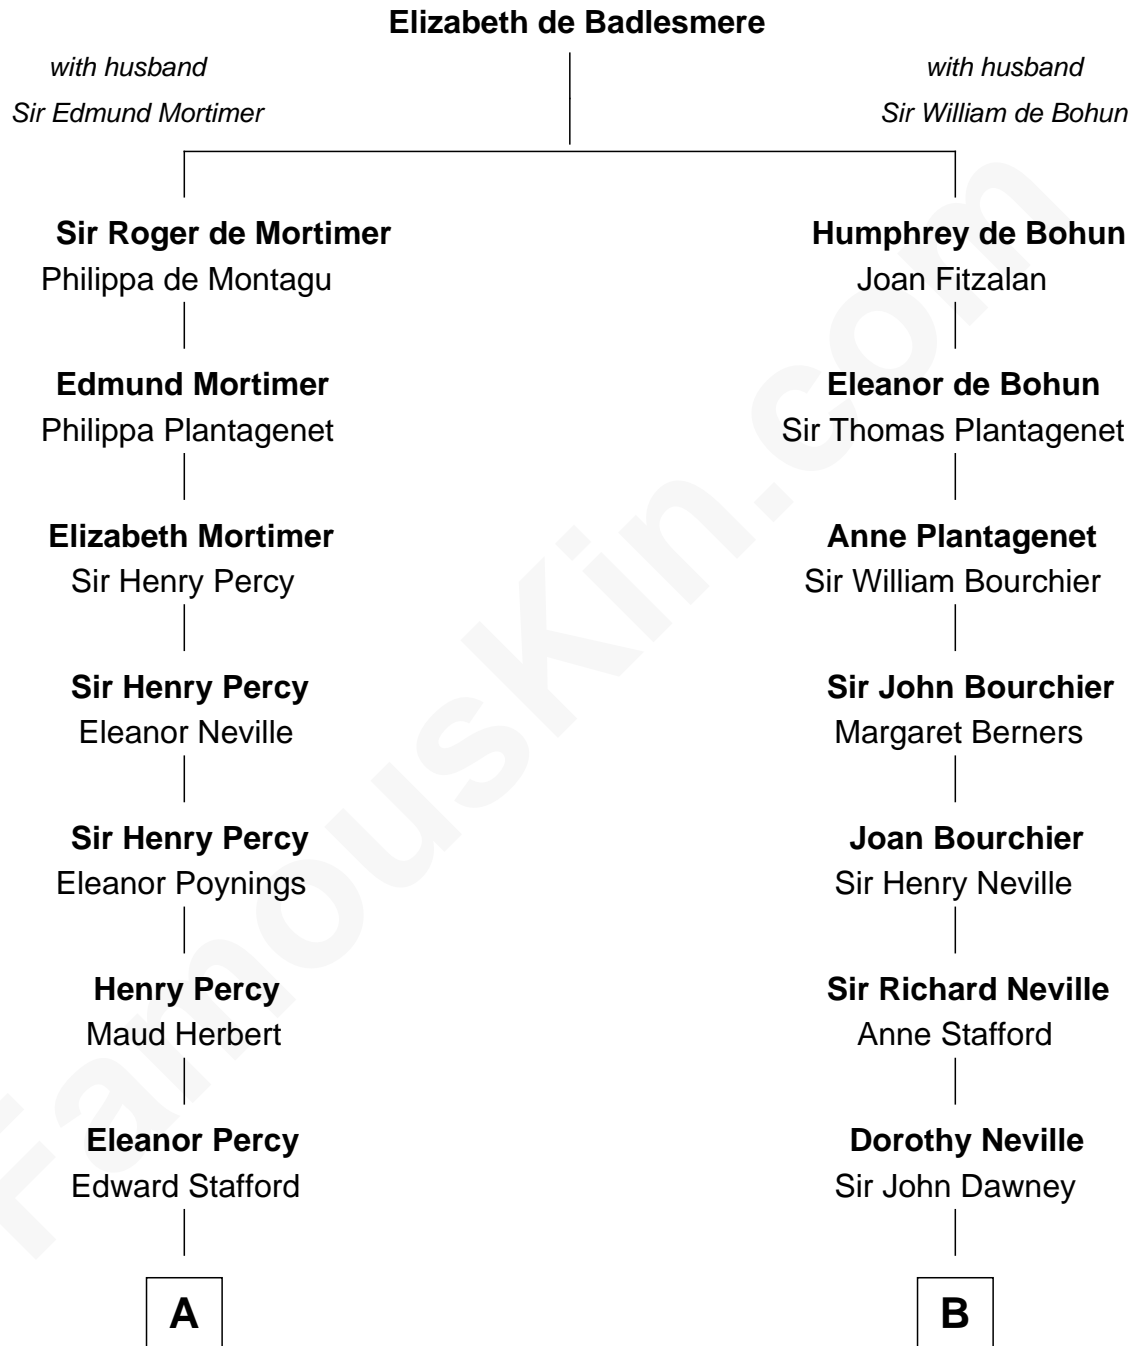 Elizabeth de Badlesmere
with husband
Sir Edmund Mortimer
with husband
Sir William de Bohun
Sir Roger de Mortimer
Philippa de Montagu
Humphrey de Bohun
Joan Fitzalan
Edmund Mortimer
Philippa Plantagenet
Eleanor de Bohun
Sir Thomas Plantagenet
Elizabeth Mortimer
Sir Henry Percy
Anne Plantagenet
Sir William Bourchier
Sir Henry Percy
Eleanor Neville
Sir John Bourchier
Margaret Berners
Sir Henry Percy
Eleanor Poynings
Joan Bourchier
Sir Henry Neville
Henry Percy
Maud Herbert
Sir Richard Neville
Anne Stafford
Eleanor Percy
Edward Stafford
Dorothy Neville
Sir John Dawney
A
B
FamousKin.com